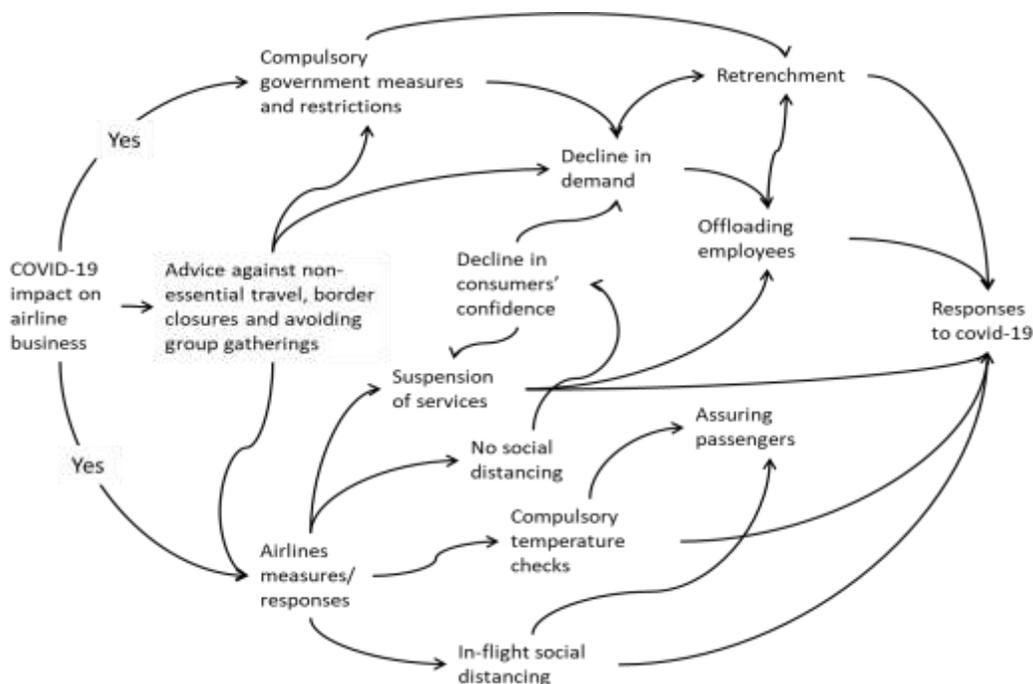 Compulsory
government measures
and restrictions
Retrenchment
Yes
Decline in
demand
Offloading
employees
COVID-19
impact on
airline
business
Advice against non-
essential travel, border
closures and avoiding
group gatherings
Decline in
consumers’
confidence
Responses
to covid-19
Suspension
of services
Assuring
passengers
Yes
No social
distancing
Compulsory
temperature
checks
Airlines
measures/
responses
In-flight social
distancing